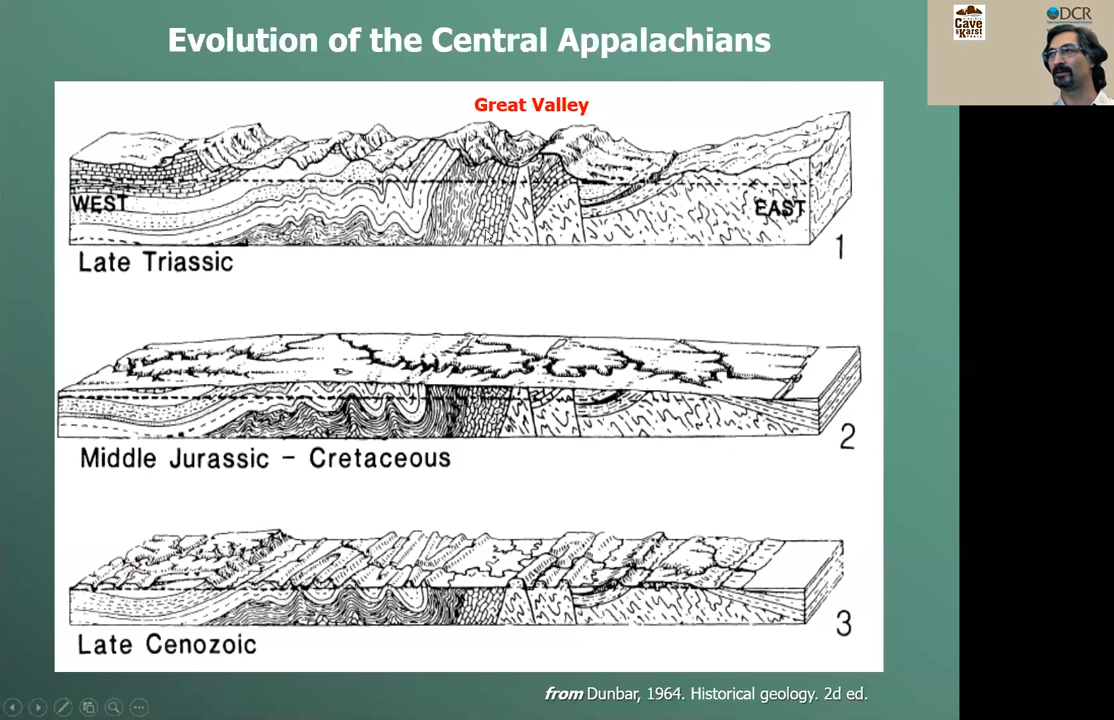 Evolution of the Central Appalachians
Cave
& Karst
DCR
Great Valley
WEST
EAST
Late Triassic
1
Middle Jurassic – Cretaceous
2
Late Cenozoic
3
from Dunbar, 1964. Historical geology. 2d ed.